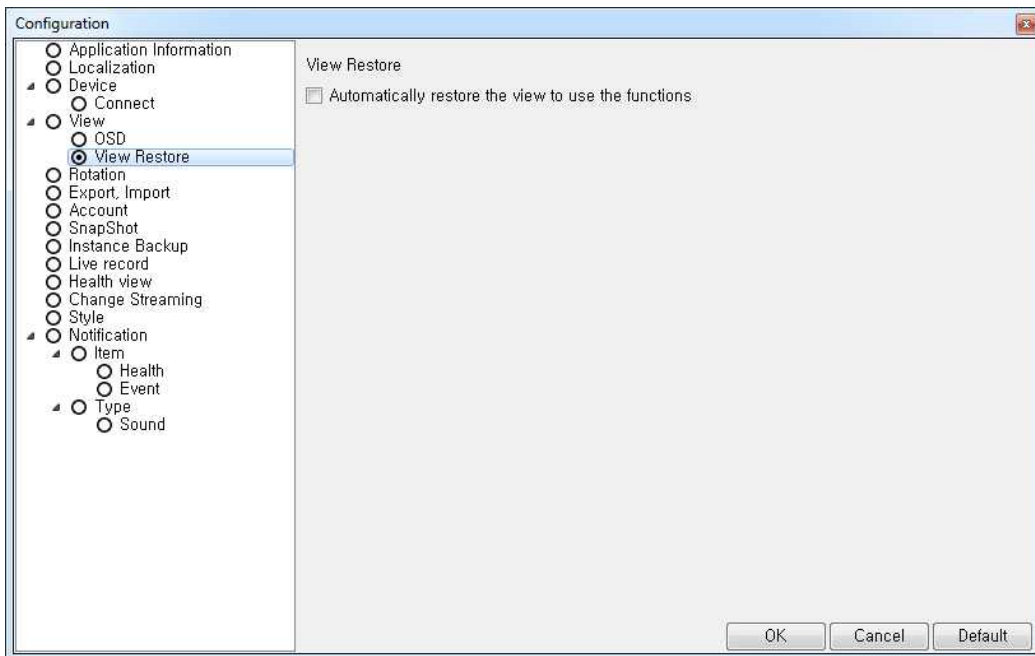 Configuration
Application Information
Localization
Device
Connect
View
OSD
View Restore
Rotation
Export, Import
Account
SnapShot
Instance Backup
Live record
Health view
Change Streaming
Style
Notification
Item
Health
Event
Type
Sound
View Restore
Automatically restore the view to use the functions
OK
Cancel
Default